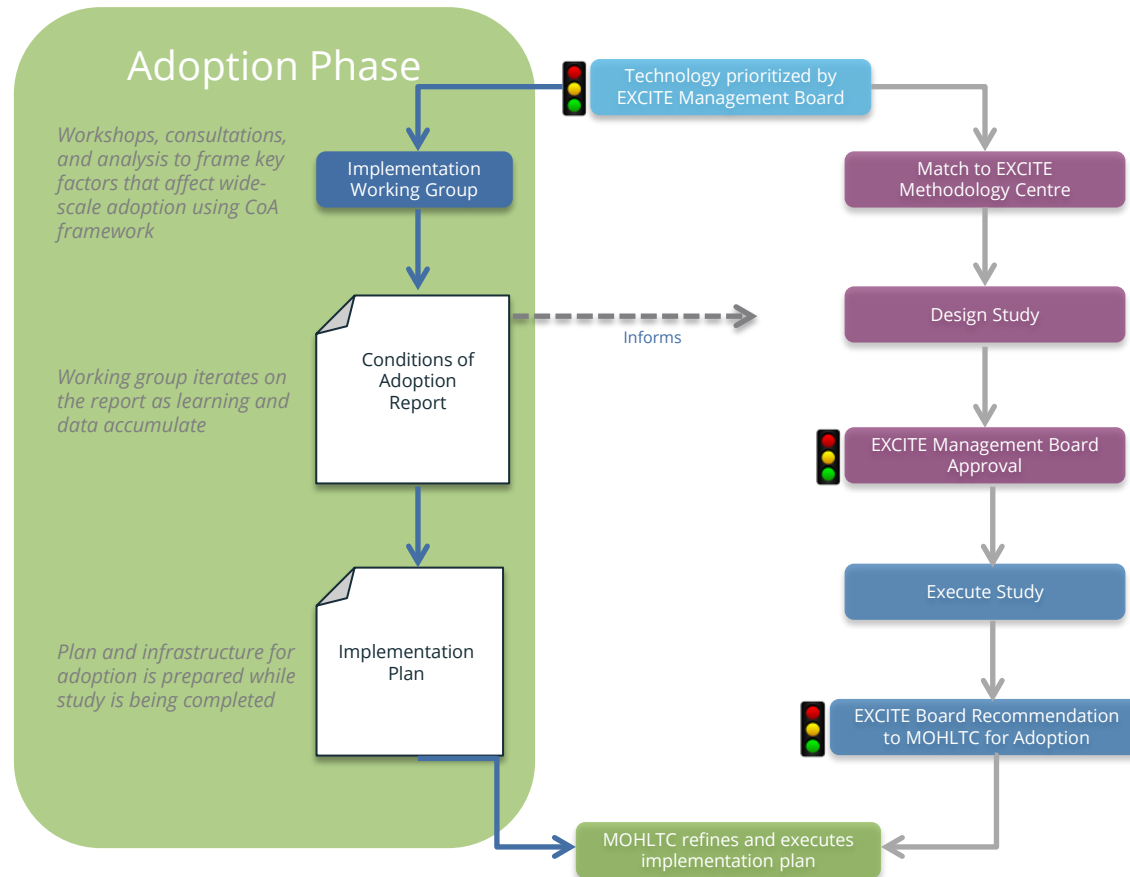 Adoption Phase
Technology prioritized by
EXCITE Management Board
Workshops, consultations,
and analysis to frame key
factors that affect wide-
scale adoption using CoA
framework
Implementation
Working Group
Match to EXCITE
Methodology Centre
Design Study
Informs
Conditions of
Adoption
Report
Working group iterates on
the report as learning and
data accumulate
EXCITE Management Board
Approval
Execute Study
Implementation
Plan
Plan and infrastructure for
adoption is prepared while
study is being completed
EXCITE Board Recommendation
to MOHLTC for Adoption
MOHLTC refines and executes
implementation plan